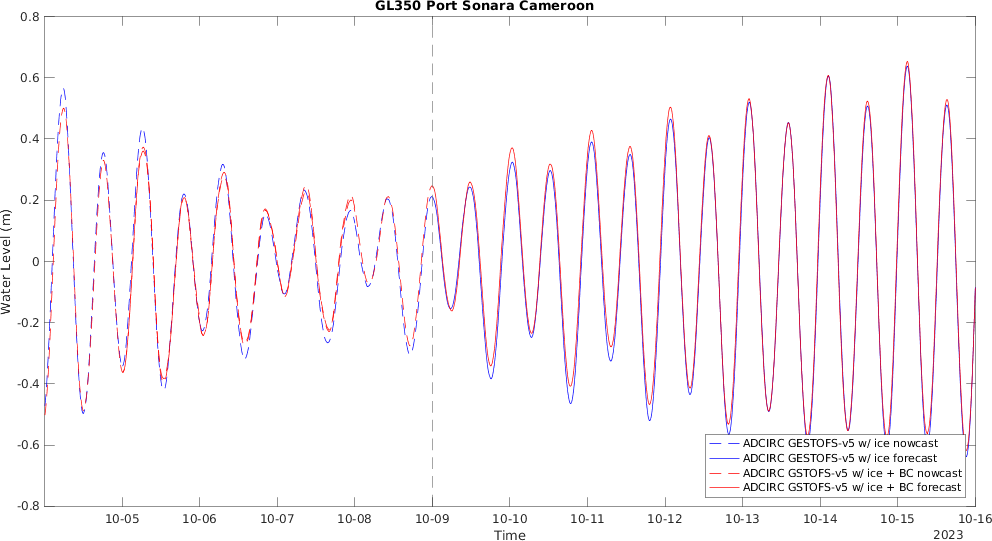 GL350 Port Sonara Cameroon
Water Level (m)
0.8
0.6
0.4
0.2
0
-0.2
-0.4
-0.6
-0.8
ADCIRC GESTOFS-v5 w/ ice nowcast
ADCIRC GESTOFS-v5 w/ ice forecast
ADCIRC GSTOFS-v5 w/ ice + BC nowcast
ADCIRC GSTOFS-v5 w/ ice + BC forecast
10-05 10-06 10-07 10-08 10-09 10-10 10-11 10-12 10-13 10-14 10-15 10-16
Time
2023